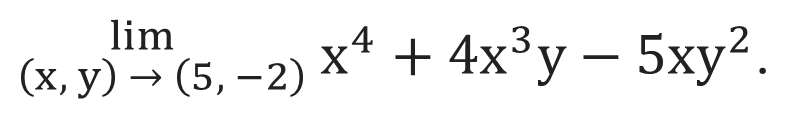 lim
(x, y) → (5, −2) x⁴ + 4x³y − 5xy².